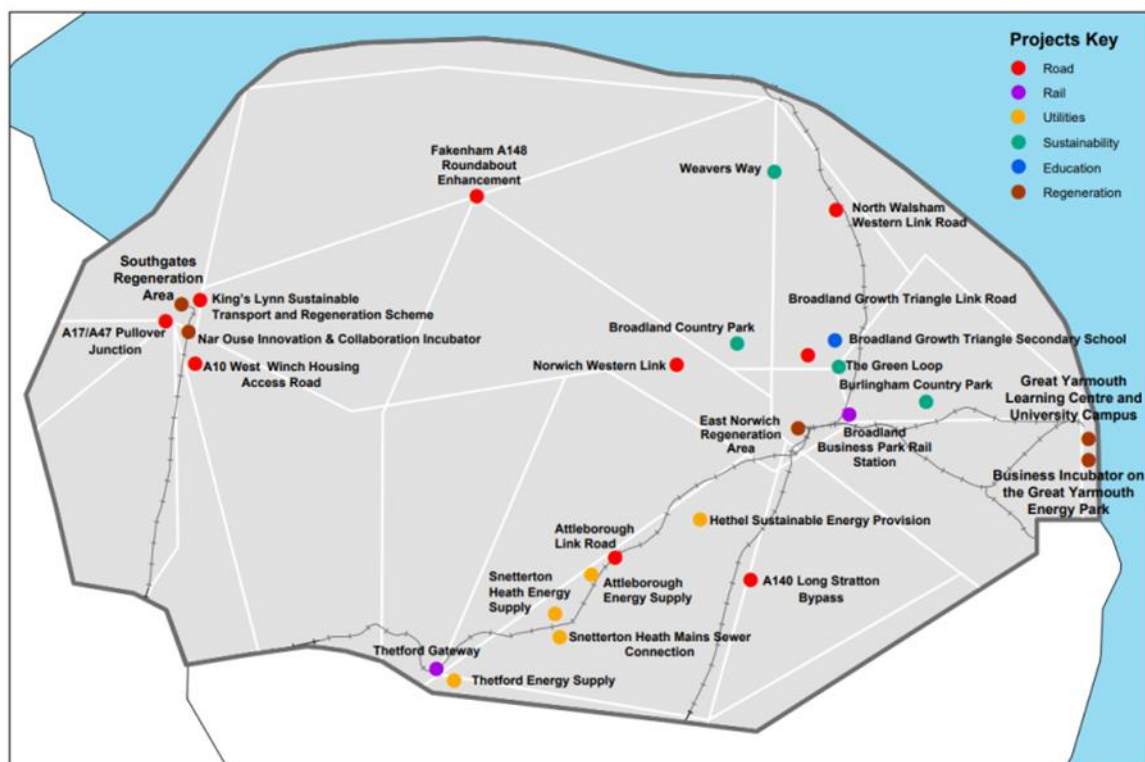 Projects Key
Road
Rail
Utilities
Sustainability
Education
Regeneration
Fakenham A148
Roundabout
Enhancement
Weavers Way
North Walsham
Western Link Road
Southgates
Regeneration
Area
King's Lynn Sustainable
Transport and Regeneration Scheme
A17/A47 Pullover
Junction
Nar Ouse Innovation & Collaboration Incubator
A10 West Winch Housing
Access Road
Broadland Growth Triangle Link Road
Broadland Country Park
Broadland Growth Triangle Secondary School
Norwich Western Link
The Green Loop
Burlingham Country Park
Great Yarmouth
Learning Centre and
University Campus
East Norwich
Regeneration
Area
Broadland
Business Park Rail
Station
Business Incubator on
the Great Yarmouth
Energy Park
Hethel Sustainable Energy Provision
Attleborough
Link Road
Snetterton
Heath Energy
Supply
Attleborough
Energy Supply
A140 Long Stratton
Bypass
Snetterton Heath Mains Sewer
Connection
Thetford Gateway
Thetford Energy Supply